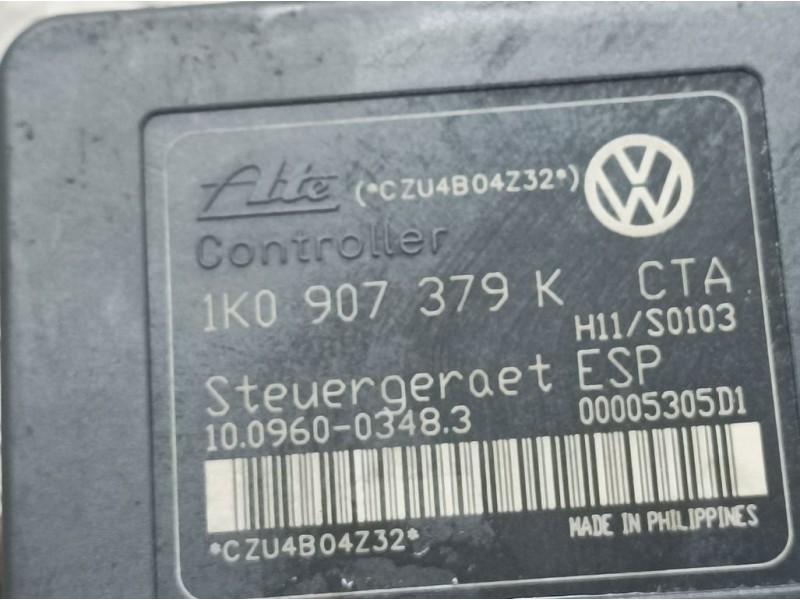 Ate (*CZU4B04Z32*)
Controller
1K0 907 379 K CTA
H11/S0103
Steuergeraet ESP
10.0960-0348.3 00005305D1
*CZU4B04Z32* MADE IN PHILIPPINES